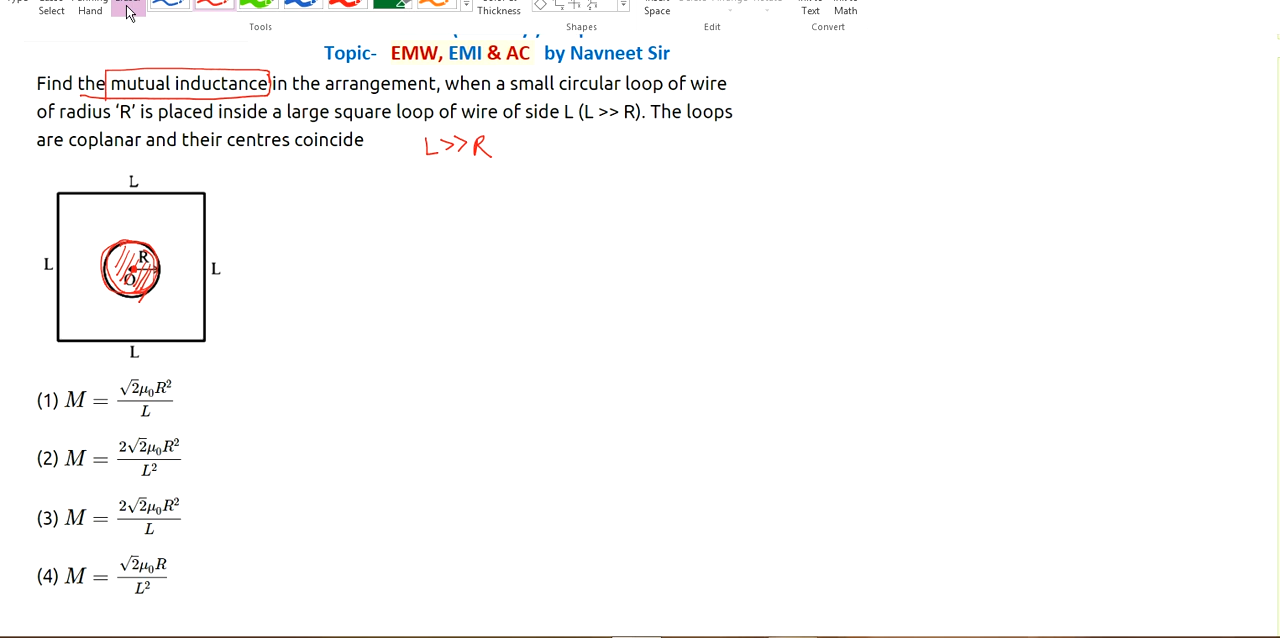 Select
Hand
Thickness
Space
Text
Math
Tools
Shapes
Edit
Convert
Topic- EMW, EMI & AC by Navneet Sir
Find the mutual inductance in the arrangement, when a small circular loop of wire
of radius ‘R’ is placed inside a large square loop of wire of side L (L >> R). The loops
are coplanar and their centres coincide
L>>R
L
R
L
O
L
L
(1) M = √2μ₀R²/L
(2) M = 2√2μ₀R²/L²
(3) M = 2√2μ₀R²/L
(4) M = √2μ₀R/L²